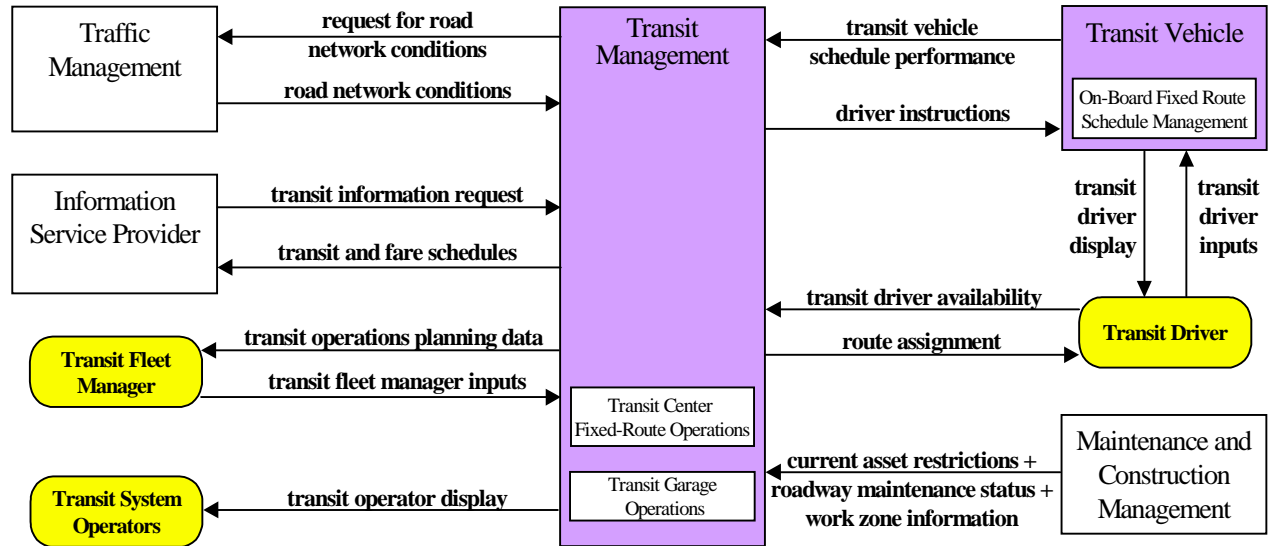 Traffic
Management
request for road
network conditions
road network conditions
Information
Service Provider
transit information request
transit and fare schedules
Transit Fleet
Manager
transit operations planning data
transit fleet manager inputs
Transit System
Operators
transit operator display
Transit
Management
Transit Center
Fixed-Route Operations
Transit Garage
Operations
transit vehicle
schedule performance
driver instructions
Transit Vehicle
On-Board Fixed Route
Schedule Management
transit
driver
display
transit
driver
inputs
transit driver availability
route assignment
Transit Driver
current asset restrictions +
roadway maintenance status +
work zone information
Maintenance and
Construction
Management